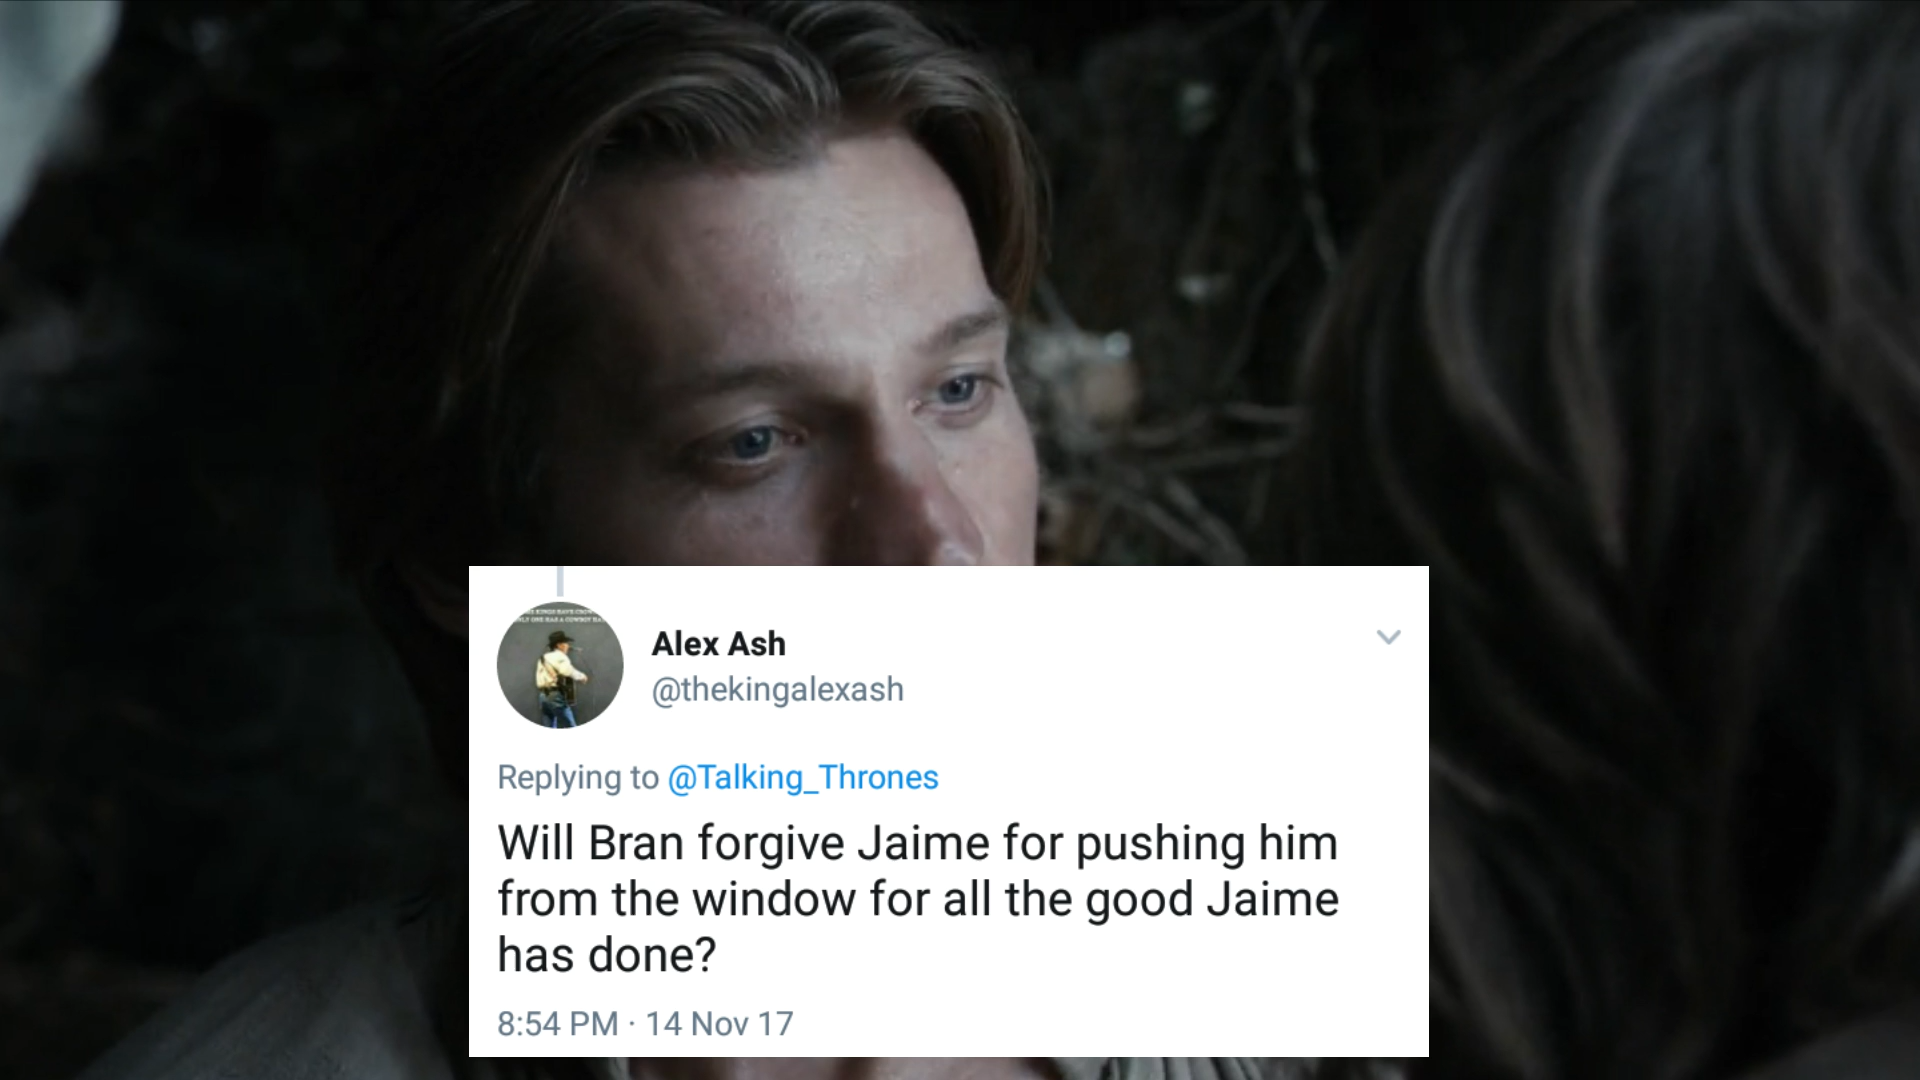 Alex Ash
@thekingalexash
Replying to @Talking_Thrones
Will Bran forgive Jaime for pushing him
from the window for all the good Jaime
has done?
8:54 PM · 14 Nov 17